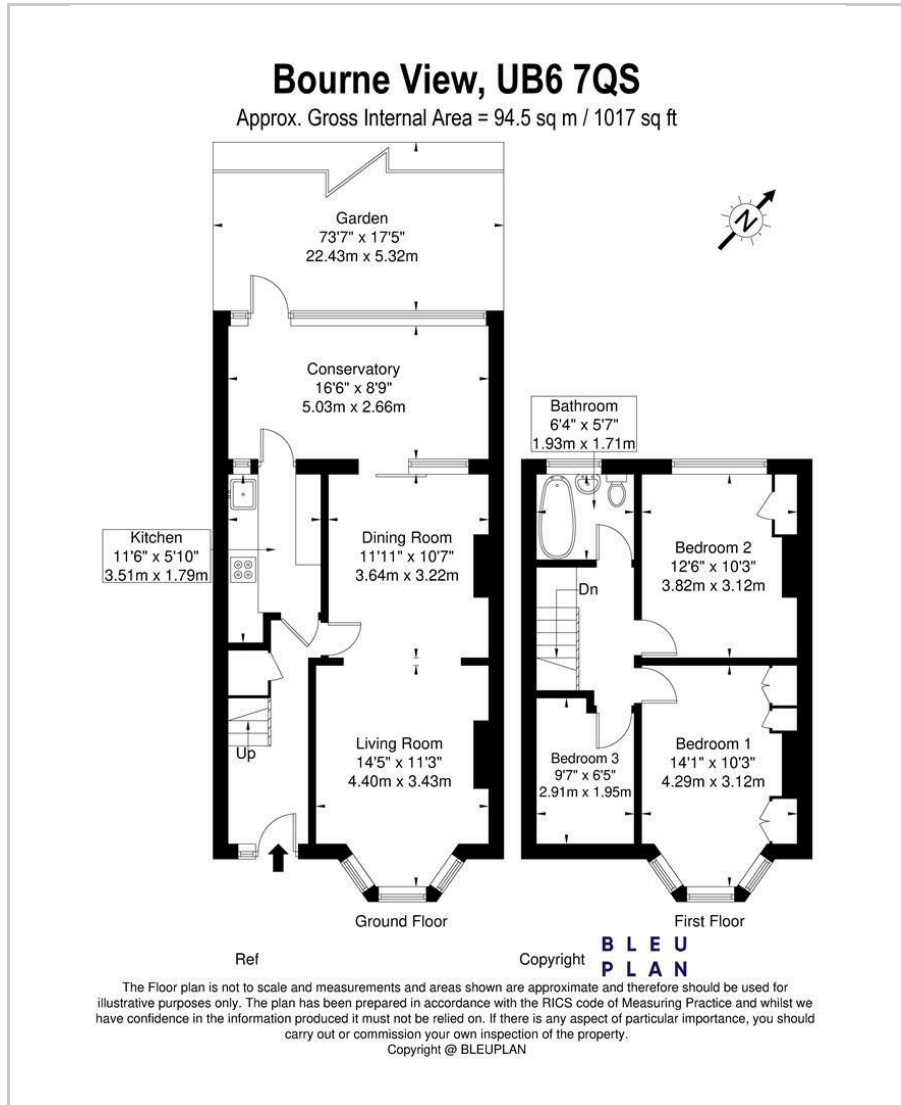 Bourne View, UB6 7QS
Approx. Gross Internal Area = 94.5 sq m / 1017 sq ft
N
Garden
73'7" x 17'5"
22.43m x 5.32m
Conservatory
16'6" x 8'9"
5.03m x 2.66m
Kitchen
11'6" x 5'10"
3.51m x 1.79m
Dining Room
11'11" x 10'7"
3.64m x 3.22m
Up
Living Room
14'5" x 11'3"
4.40m x 3.43m
Ground Floor
Bathroom
6'4" x 5'7"
1.93m x 1.71m
Bedroom 2
12'6" x 10'3"
3.82m x 3.12m
Dn
Bedroom 3
9'7" x 6'5"
2.91m x 1.95m
Bedroom 1
14'1" x 10'3"
4.29m x 3.12m
First Floor
Ref
Copyright
BLEU
PLAN
The Floor plan is not to scale and measurements and areas shown are approximate and therefore should be used for
illustrative purposes only. The plan has been prepared in accordance with the RICS code of Measuring Practice and whilst we
have confidence in the information produced it must not be relied on. If there is any aspect of particular importance, you should
carry out or commission your own inspection of the property.
Copyright @ BLEUPLAN